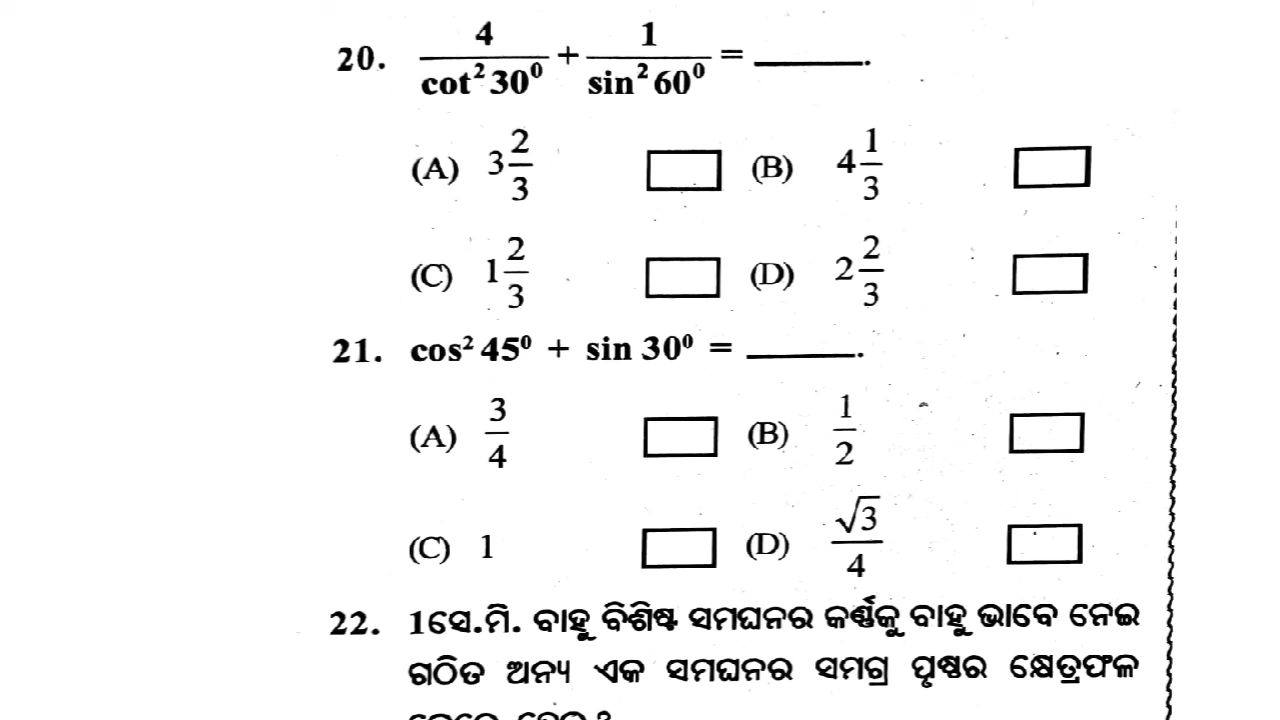 20. 4/cot² 30⁰ + 1/sin² 60⁰ = ______.
(A) 3 2/3 (B) 4 1/3
(C) 1 2/3 (D) 2 2/3
21. cos² 45⁰ + sin 30⁰ = ______.
(A) 3/4 (B) 1/2
(C) 1 (D) √3/4
22. 1ସେ.ମି. ବାହୁ ବିଶିଷ୍ଟ ସମଘନର କର୍ଣ୍ଣକୁ ବାହୁ ଭାବେ ନେଇ
ଗଠିତ ଅନ୍ୟ ଏକ ସମଘନର ସମଗ୍ର ପୃଷ୍ଠର କ୍ଷେତ୍ରଫଳ